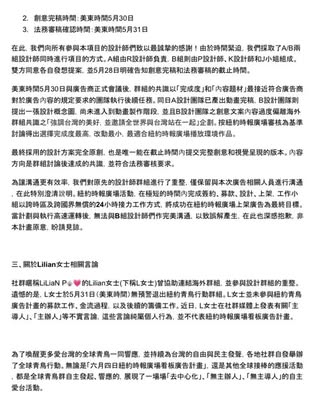 2. 創意完稿時間：美東時間5月30日
3. 法務審稿確認時間：美東時間5月31日
在此, 我們向所有參與本項目的設計師們致以最誠摯的感謝！由於時間緊迫, 我們採取了A/B兩
組設計師同時進行項目的方式。A組由R設計師負責, B組則由P設計師、K設計師和J小姐組成。
雙方同意各自發想提案, 並5月28日明確告知創意完稿和法務審稿的截止時間。
美東時間5月30日與廣告商正式會議後, 群組的共識以「完成度」和「內容題材」最接近符合廣告
商對於廣告內容的規定要求的團隊執行後續任務。同日A設計團隊已產出動畫完稿, B設計團隊則
提出一張設計概念圖, 尚未進入到動畫製作階段, 並且B設計團隊之創意文案內容過度偏離海外
群組共識之「強調台灣的美好, 並邀請全世界與台灣站在一起」企劃。按紐約時報廣場審核為基準
討論得出選擇完成度最高, 改動最小, 最適合紐約時報廣場播放環境作品。
最終採用的設計方案完全原創, 也是唯一能在截止時間內提交完整創意和視覺呈現的版本。內容
方向是群組討論後達成的共識, 並符合法務審核要求。
為讓溝通更有效率, 我們對原先的設計師群組進行了重整, 僅保留與本次廣告相關人員進行溝通
, 在此特別澄清說明。紐約時報廣場活動, 在極短的時間內完成簽約、募款、設計、上架, 工作小
組以跨時區及跨國界無償的24小時接力工作方式, 將成功在紐約時報廣場上架廣告為最終目標。
當計劃與執行高速運轉後, 無法與B組設計師們作完美溝通, 以致誤解產生, 在此也深感抱歉, 非
本計畫原意, 盼請見諒。
三、關於Lilian女士相關言論
社群暱稱LiLiaN P🌸💗的Lilian女士(下稱L女士)曾協助連結海外群組, 並參與設計群組的重整。
遺憾的是, L女士於5月31日(美東時間)無預警退出紐約青鳥行動群組。L女士並未參與紐約青鳥
廣告計畫的募款工作、金流過程, 以及後續的籌備工作。近日, L女士在社群媒體上發表有關「主
導人」、「主辦人」等不實言論, 這些言論純屬個人行為, 並不代表紐約時報廣場看板廣告計畫。
為了喚醒更多愛台灣的全球青鳥一同響應, 並持續為台灣的自由與民主發聲, 各地社群自發舉辦
了全球青鳥行動。無論是「六月四日紐約時報廣場看板廣告計畫」, 還是其他全球接棒的應援活動
, 都是全球青鳥群自主發起、響應的, 展現了一場場「去中心化」、「無主辦人」、「無主導人」的自主
愛台活動。